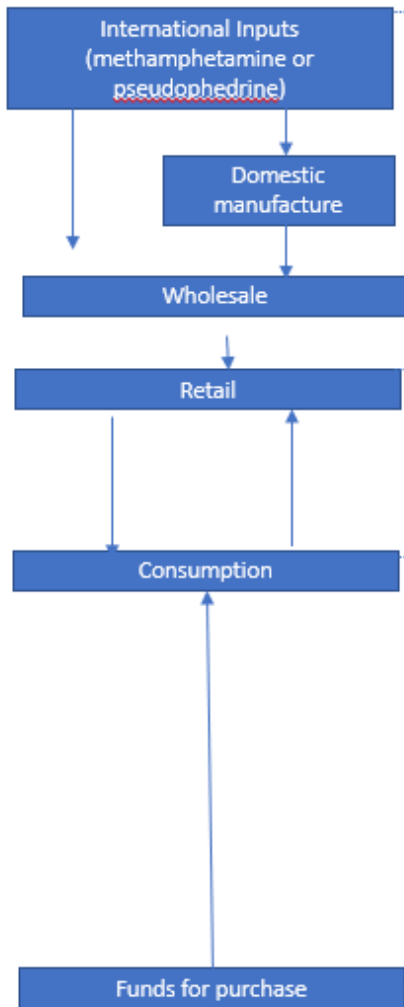 International Inputs
(methamphetamine or
pseudophedrine)
Domestic
manufacture
Wholesale
Retail
Consumption
Funds for purchase